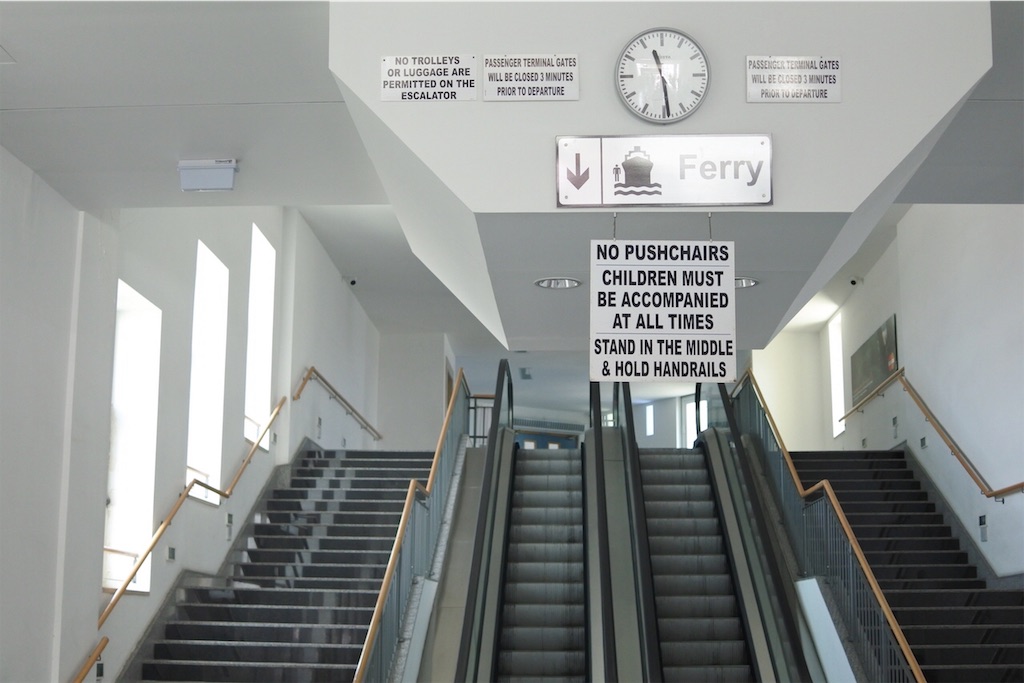 NO TROLLEYS
OR LUGGAGE ARE
PERMITTED ON THE
ESCALATOR
PASSENGER TERMINAL GATES
WILL BE CLOSED 3 MINUTES
PRIOR TO DEPARTURE
PASSENGER TERMINAL GATES
WILL BE CLOSED 3 MINUTES
PRIOR TO DEPARTURE
Ferry
NO PUSHCHAIRS
CHILDREN MUST
BE ACCOMPANIED
AT ALL TIMES
STAND IN THE MIDDLE
& HOLD HANDRAILS